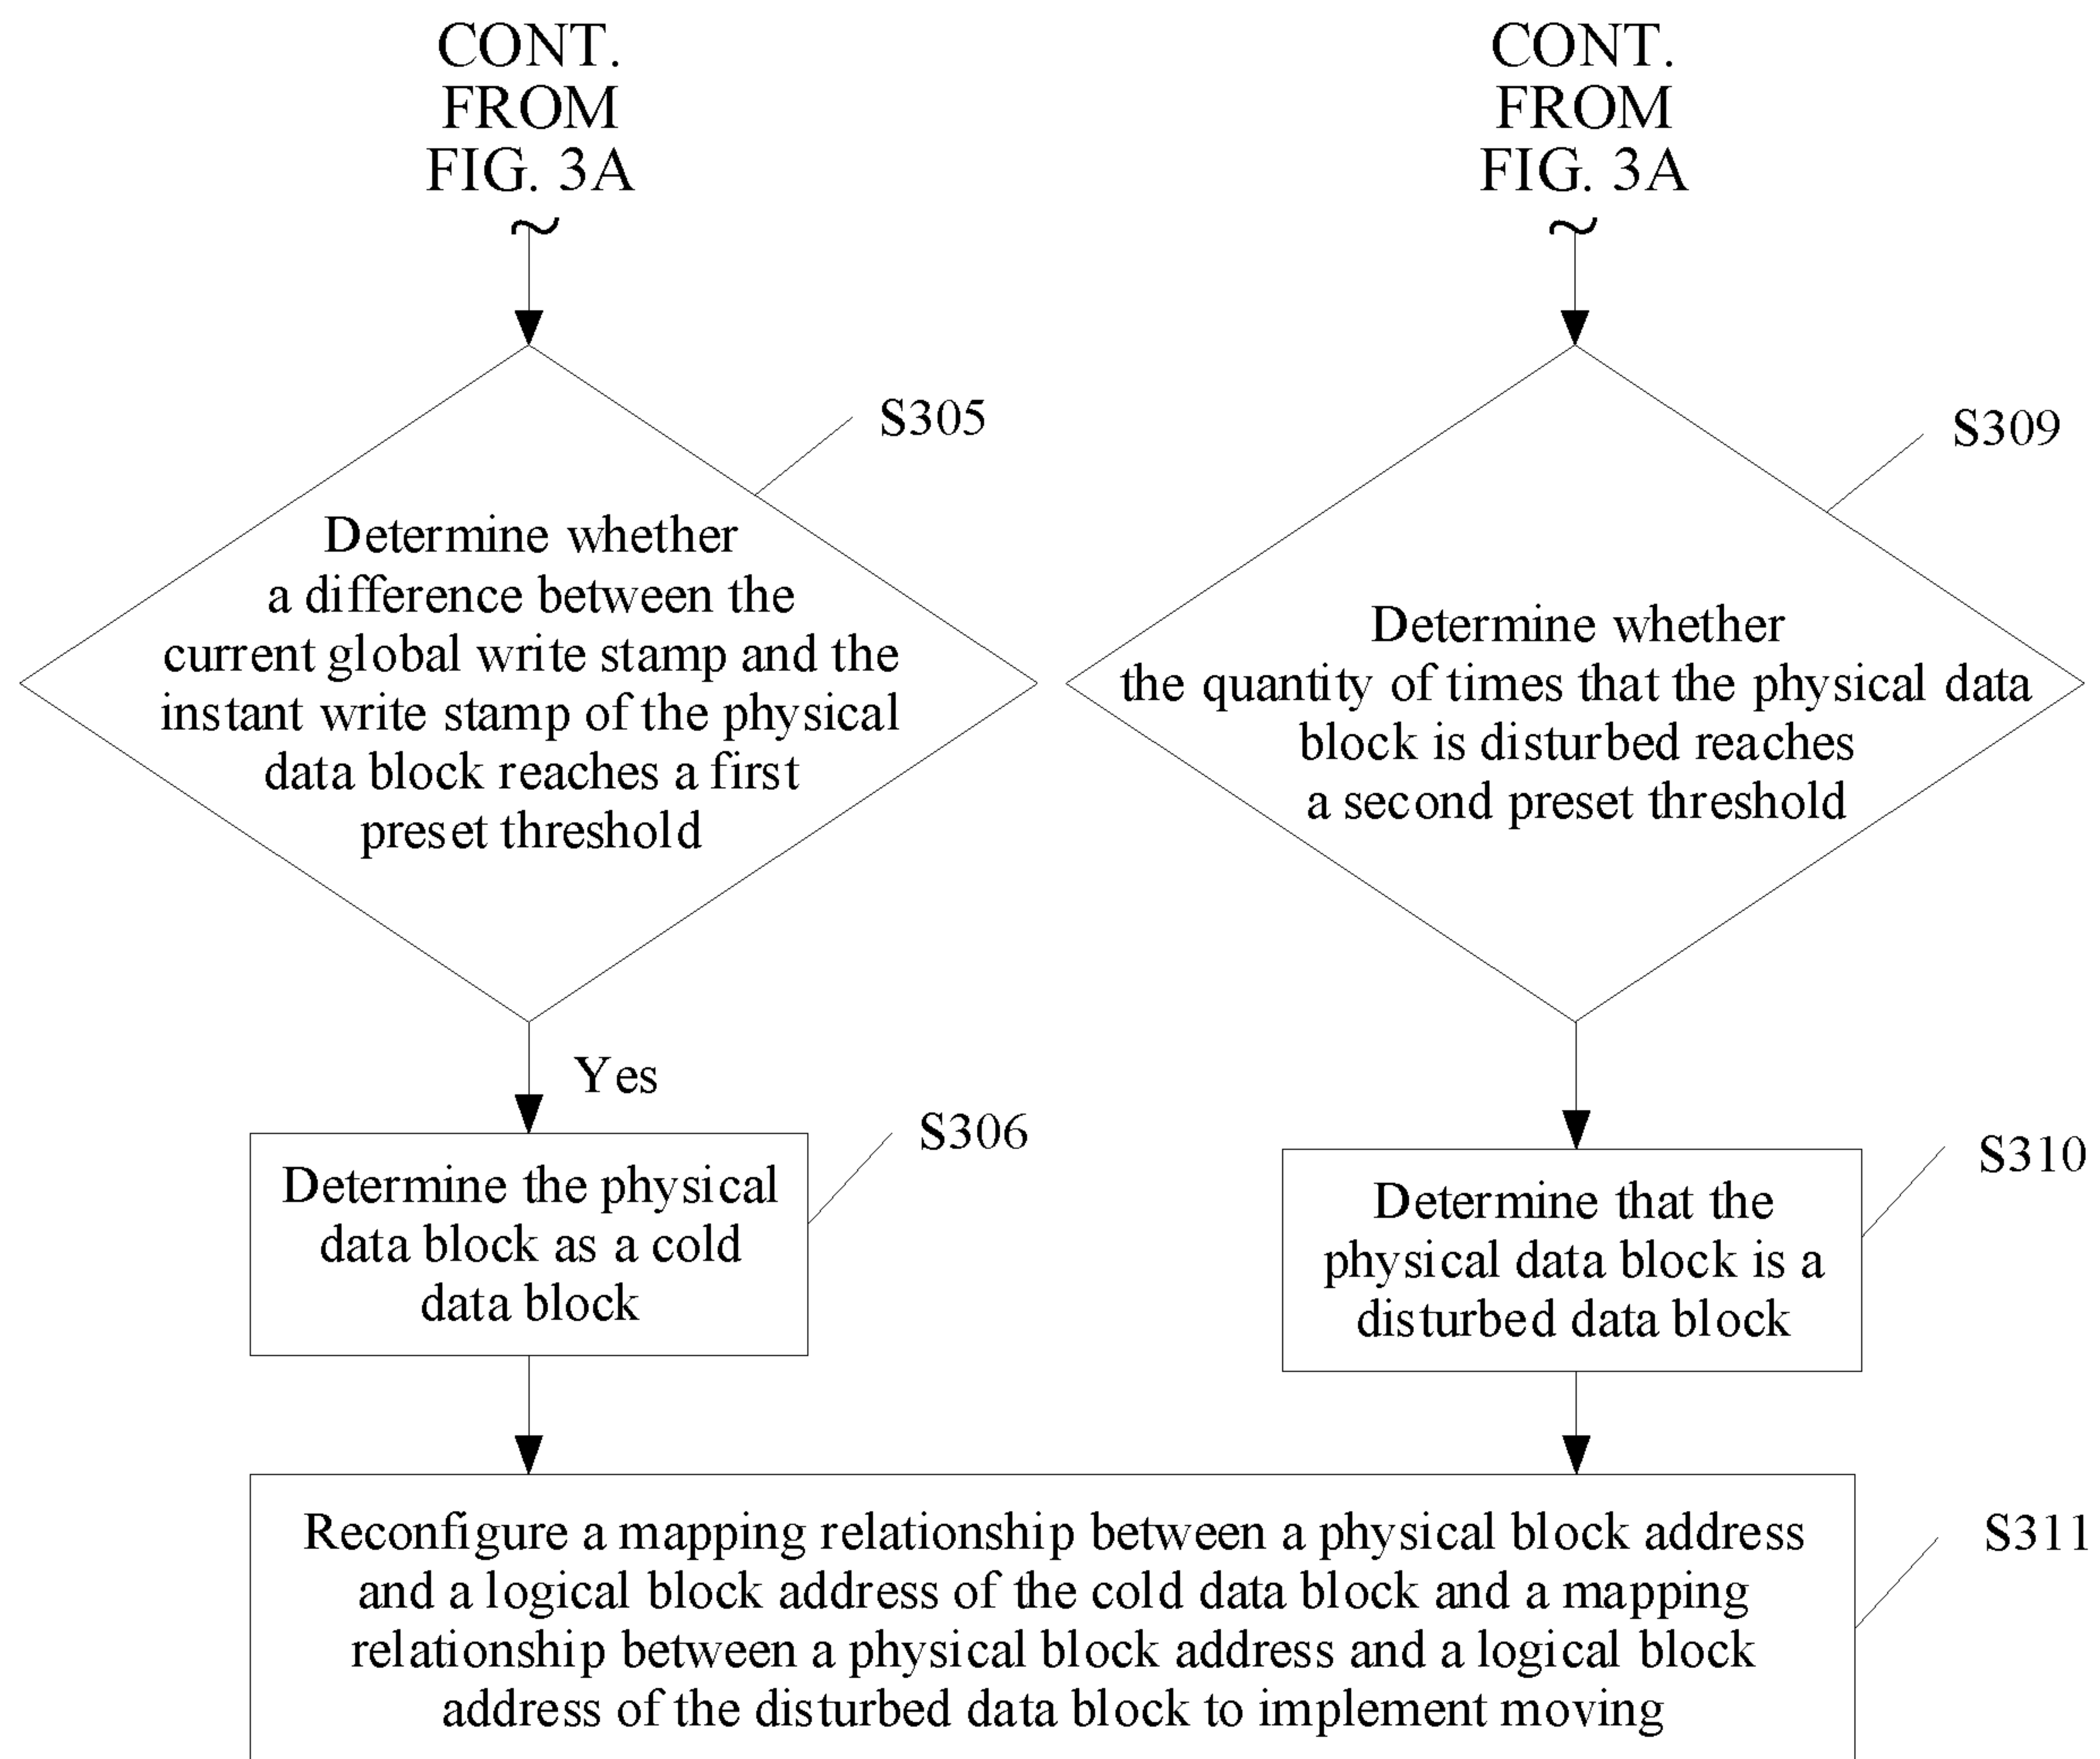 CONT.
FROM
FIG. 3A
CONT.
FROM
FIG. 3A
S305
Determine whether
a difference between the
current global write stamp and the
instant write stamp of the physical
data block reaches a first
preset threshold
S309
Determine whether
the quantity of times that the physical data
block is disturbed reaches
a second preset threshold
Yes
S306
Determine the physical
data block as a cold
data block
S310
Determine that the
physical data block is a
disturbed data block
Reconfigure a mapping relationship between a physical block address
and a logical block address of the cold data block and a mapping
relationship between a physical block address and a logical block
address of the disturbed data block to implement moving
S311